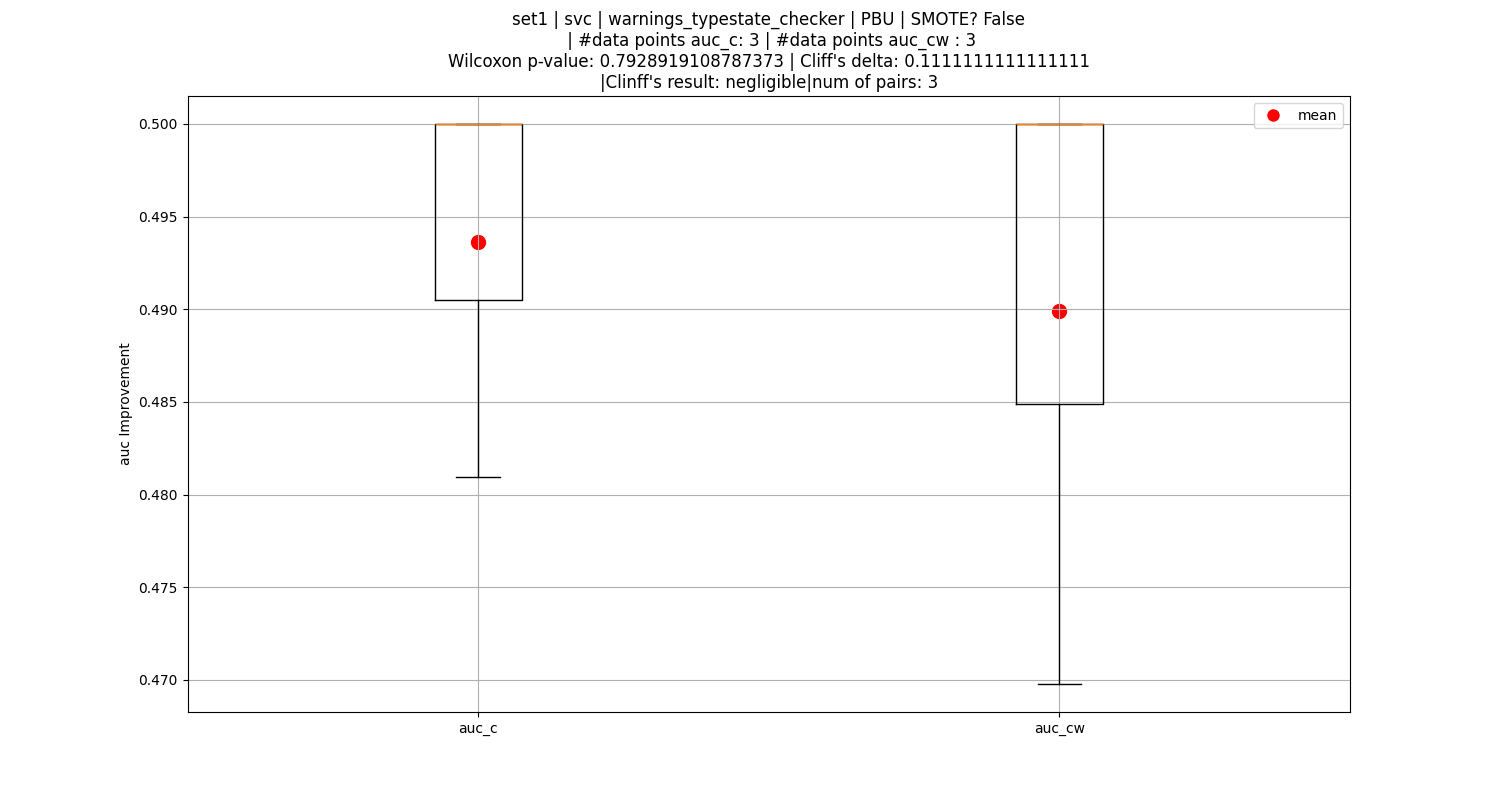 set1 | svc | warnings_typestate_checker | PBU | SMOTE? False
| #data points auc_c: 3 | #data points auc_cw : 3
Wilcoxon p-value: 0.7928919108787373 | Cliff's delta: 0.1111111111111111
|Clinff's result: negligible|num of pairs: 3
mean
0.500
0.495
0.490
0.485
0.480
0.475
0.470
auc Improvement
auc_c
auc_cw